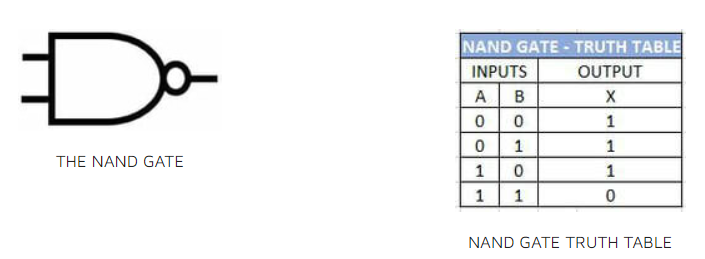 THE NAND GATE
NAND GATE - TRUTH TABLE
INPUTS OUTPUT
A B X
0 0 1
0 1 1
1 0 1
1 1 0
NAND GATE TRUTH TABLE